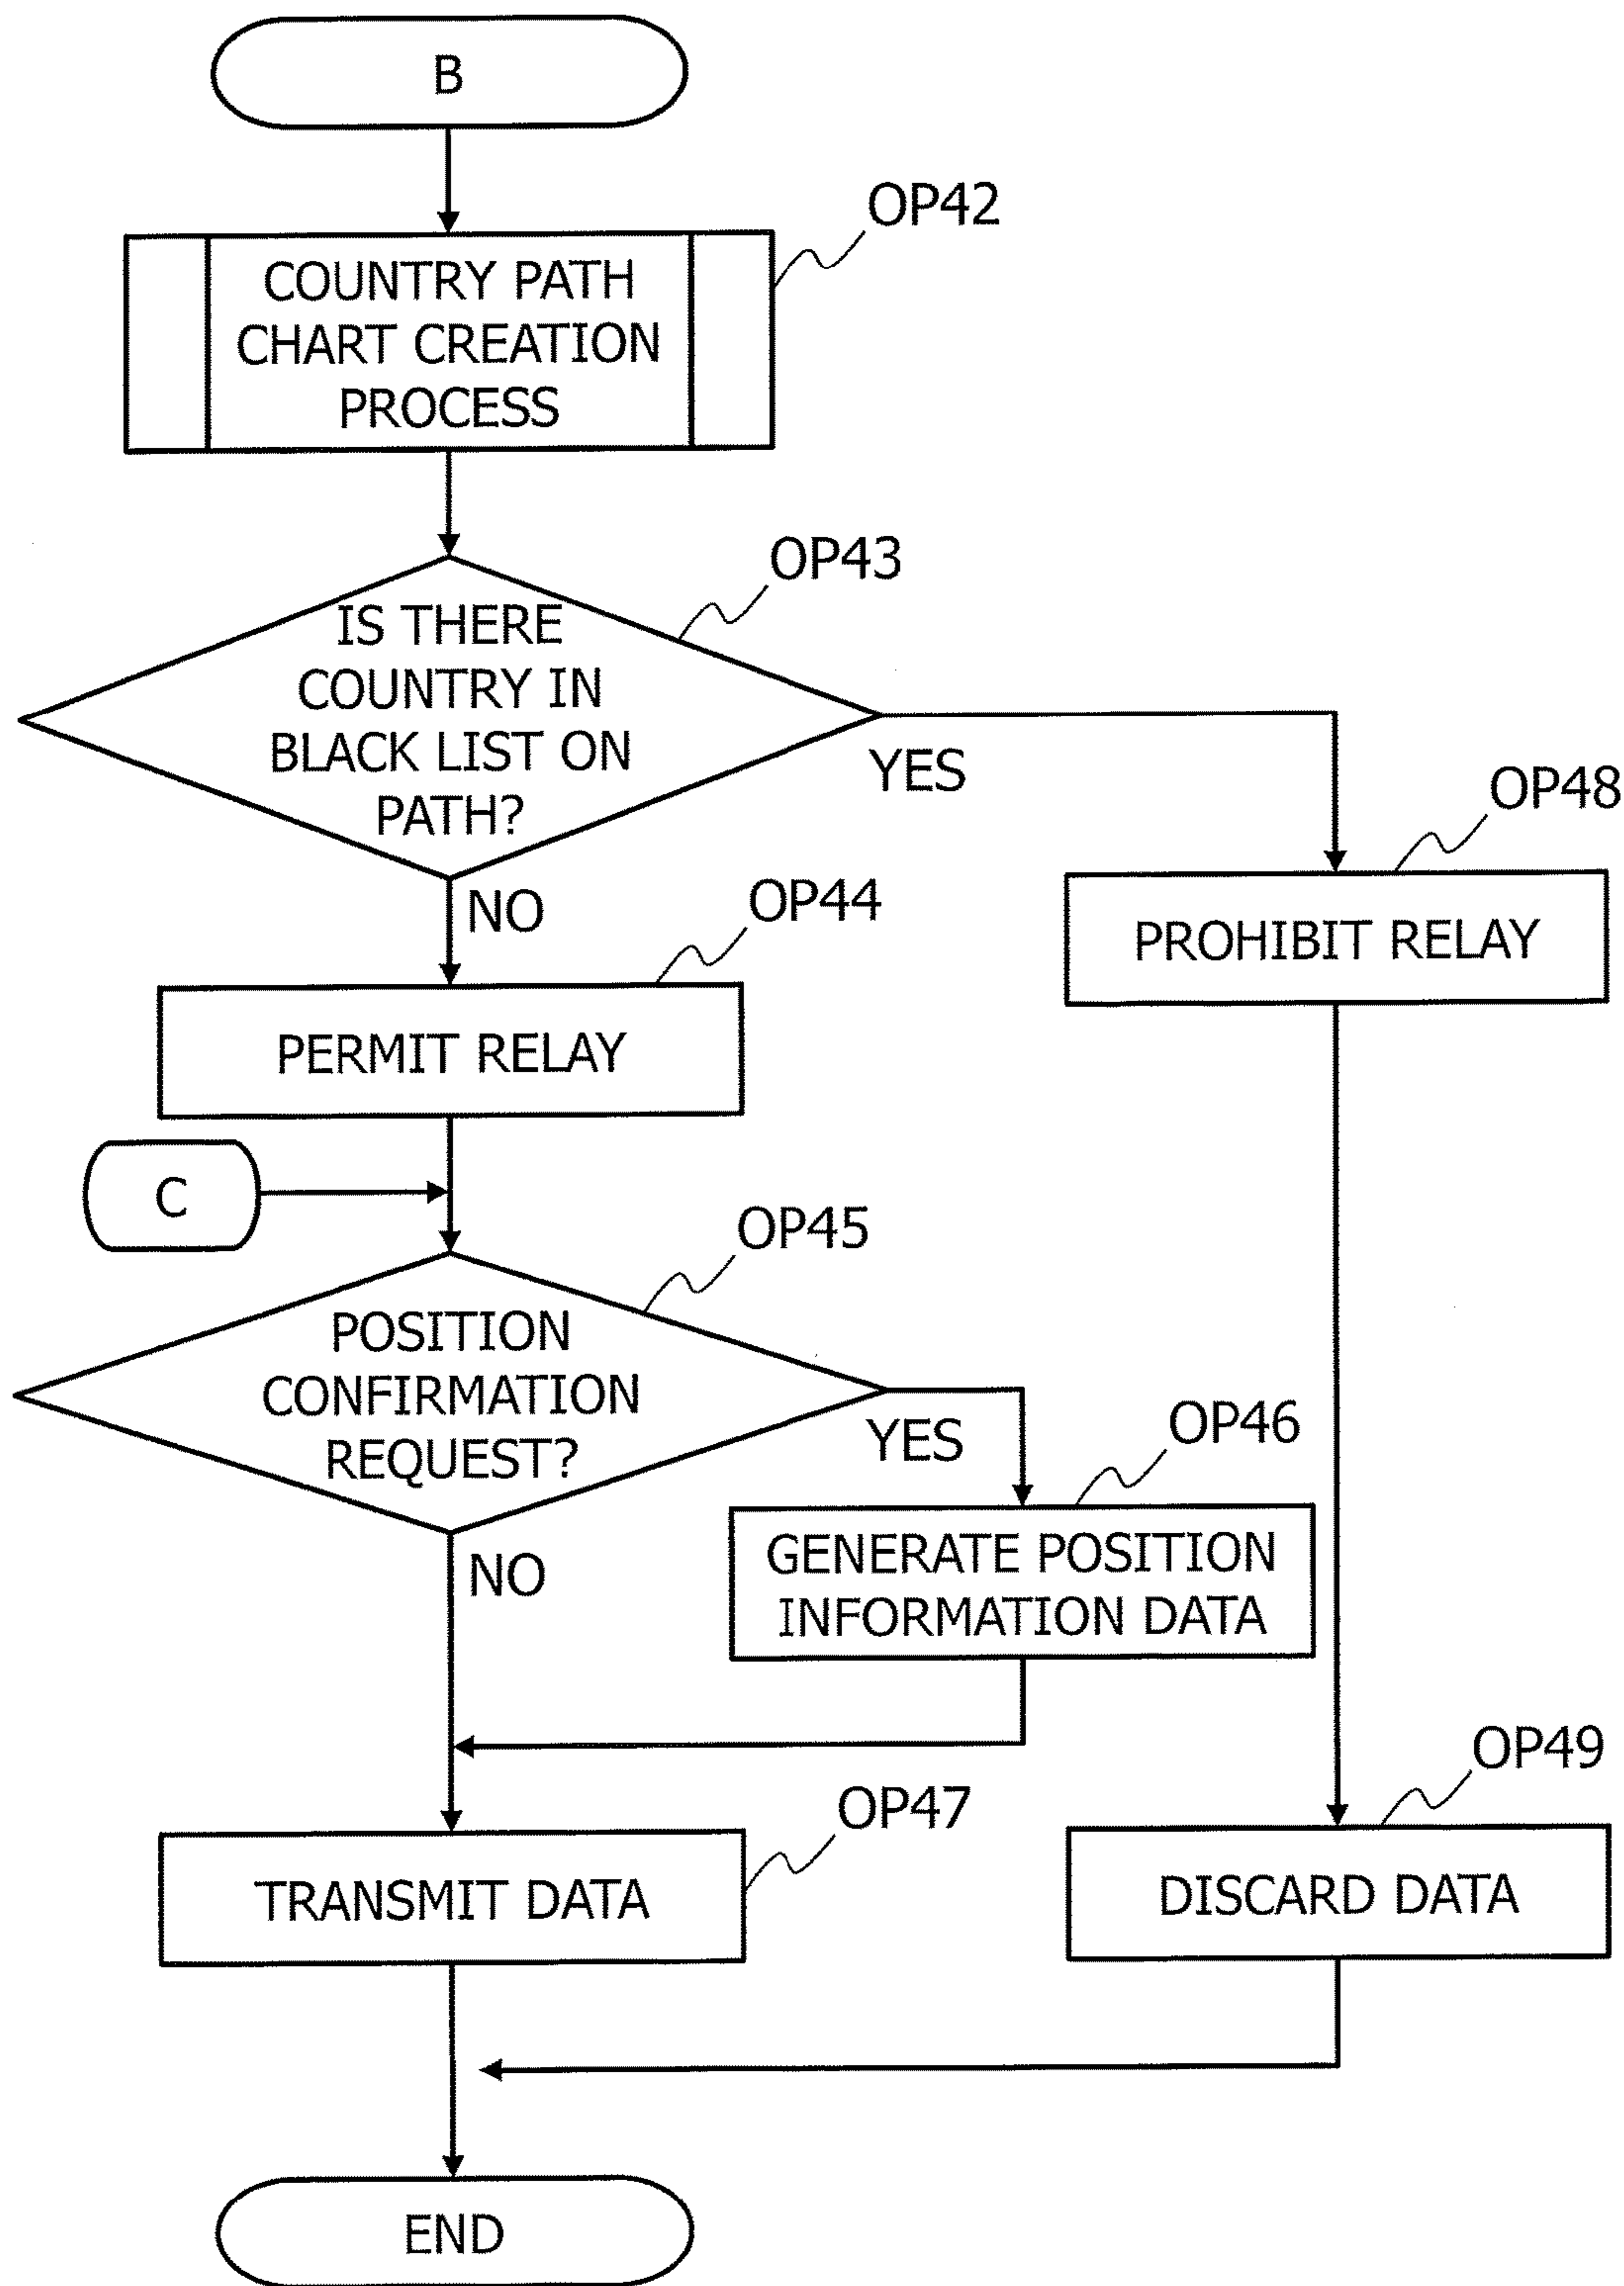 B
OP42
COUNTRY PATH
CHART CREATION
PROCESS
OP43
IS THERE
COUNTRY IN
BLACK LIST ON
PATH?
YES
OP48
NO
OP44
PROHIBIT RELAY
PERMIT RELAY
C
OP45
POSITION
CONFIRMATION
REQUEST?
YES
OP46
NO
GENERATE POSITION
INFORMATION DATA
OP49
OP47
TRANSMIT DATA
DISCARD DATA
END